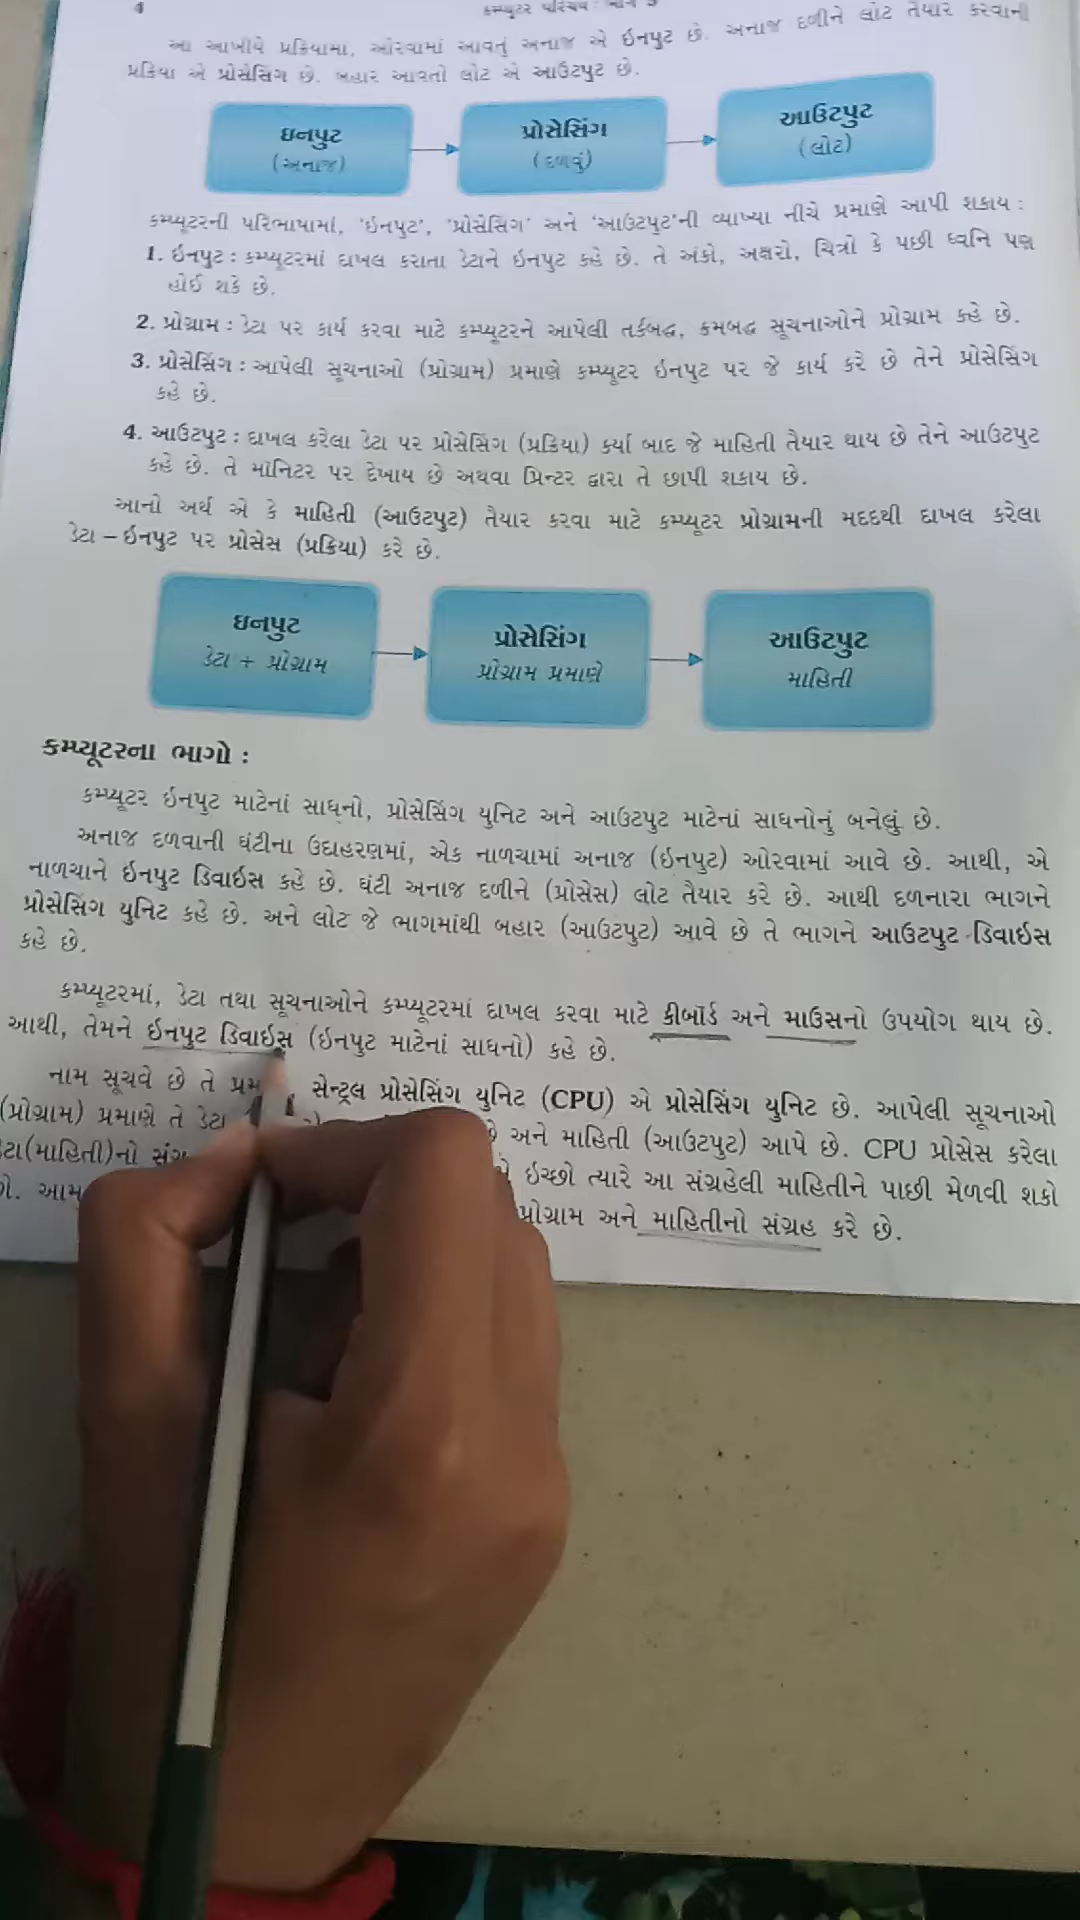 4
કમ્પ્યૂટર પરિચય : ભાગ 5
આ આખીયે પ્રક્રિયામાં, ઓરવામાં આવતું અનાજ એ ઇનપુટ છે. અનાજ દળીને લોટ તૈયાર કરવાની
પ્રક્રિયા એ પ્રોસેસિંગ છે. બહાર આવતો લોટ એ આઉટપુટ છે.
ઇનપુટ
(અનાજ)
પ્રોસેસિંગ
(દળવું)
આઉટપુટ
(લોટ)
કમ્પ્યૂટરની પરિભાષામાં, 'ઇનપુટ', 'પ્રોસેસિંગ' અને 'આઉટપુટ'ની વ્યાખ્યા નીચે પ્રમાણે આપી શકાય :
1. ઇનપુટ : કમ્પ્યૂટરમાં દાખલ કરાતા ડેટાને ઇનપુટ કહે છે. તે અંકો, અક્ષરો, ચિત્રો કે પછી ધ્વનિ પણ
હોઈ શકે છે.
2. પ્રોગ્રામ : ડેટા પર કાર્ય કરવા માટે કમ્પ્યૂટરને આપેલી તર્કબદ્ધ, ક્રમબદ્ધ સૂચનાઓને પ્રોગ્રામ કહે છે.
3. પ્રોસેસિંગ : આપેલી સૂચનાઓ (પ્રોગ્રામ) પ્રમાણે કમ્પ્યૂટર ઇનપુટ પર જે કાર્ય કરે છે તેને પ્રોસેસિંગ
કહે છે.
4. આઉટપુટ : દાખલ કરેલા ડેટા પર પ્રોસેસિંગ (પ્રક્રિયા) કર્યા બાદ જે માહિતી તૈયાર થાય છે તેને આઉટપુટ
કહે છે. તે મૉનિટર પર દેખાય છે અથવા પ્રિન્ટર દ્વારા તે છાપી શકાય છે.
આનો અર્થ એ કે માહિતી (આઉટપુટ) તૈયાર કરવા માટે કમ્પ્યૂટર પ્રોગ્રામની મદદથી દાખલ કરેલા
ડેટા – ઇનપુટ પર પ્રોસેસ (પ્રક્રિયા) કરે છે.
ઇનપુટ
ડેટા + પ્રોગ્રામ
પ્રોસેસિંગ
પ્રોગ્રામ પ્રમાણે
આઉટપુટ
માહિતી
કમ્પ્યૂટરના ભાગો :
કમ્પ્યૂટર ઇનપુટ માટેનાં સાધનો, પ્રોસેસિંગ યુનિટ અને આઉટપુટ માટેનાં સાધનોનું બનેલું છે.
અનાજ દળવાની ઘંટીના ઉદાહરણમાં, એક નાળચામાં અનાજ (ઇનપુટ) ઓરવામાં આવે છે. આથી, એ
નાળચાને ઇનપુટ ડિવાઇસ કહે છે. ઘંટી અનાજ દળીને (પ્રોસેસ) લોટ તૈયાર કરે છે. આથી દળનારા ભાગને
પ્રોસેસિંગ યુનિટ કહે છે. અને લોટ જે ભાગમાંથી બહાર (આઉટપુટ) આવે છે તે ભાગને આઉટપુટ ડિવાઇસ
કહે છે.
કમ્પ્યૂટરમાં, ડેટા તથા સૂચનાઓને કમ્પ્યૂટરમાં દાખલ કરવા માટે કીબૉર્ડ અને માઉસનો ઉપયોગ થાય છે.
આથી, તેમને ઇનપુટ ડિવાઇસ (ઇનપુટ માટેનાં સાધનો) કહે છે.
નામ સૂચવે છે તે સેન્ટ્રલ પ્રોસેસિંગ યુનિટ (CPU) એ પ્રોસેસિંગ યુનિટ છે. આપેલી સૂચનાઓ
(પ્રોગ્રામ) પ્રમાણે તે ડેટા અને માહિતી (આઉટપુટ) આપે છે. CPU પ્રોસેસ કરેલા
ટા(માહિતી)નો ઇચ્છો ત્યારે આ સંગ્રહેલી માહિતીને પાછી મેળવી શકો
પ્રોગ્રામ અને માહિતીનો સંગ્રહ કરે છે.